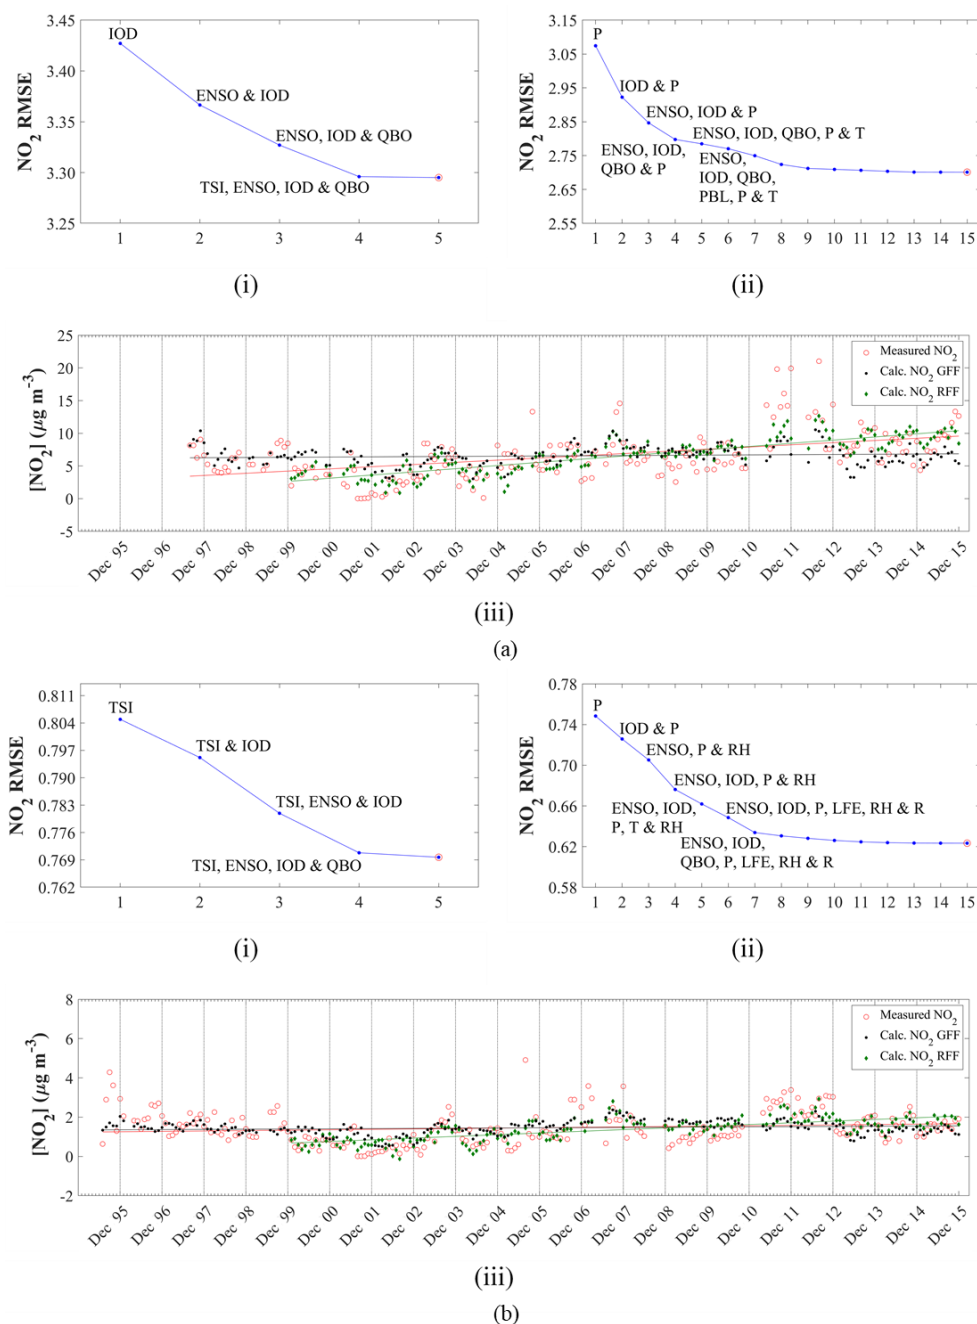 3.45
3.40
3.35
3.30
3.25
NO2 RMSE
IOD
ENSO & IOD
ENSO, IOD & QBO
TSI, ENSO, IOD & QBO
1 2 3 4 5
(i)
3.15
3.05
2.95
2.85
2.75
2.65
2.55
NO2 RMSE
P
IOD & P
ENSO, IOD & P
ENSO, IOD,
QBO & P
ENSO, IOD, QBO, P & T
ENSO,
IOD, QBO,
PBL, P & T
1 2 3 4 5 6 7 8 9 10 11 12 13 14 15
(ii)
25
20
15
10
5
0
-5
[NO2] (μg m-3)
Measured NO2
Calc. NO2 GFF
Calc. NO2 RFF
Dec 95 Dec 96 Dec 97 Dec 98 Dec 99 Dec 00 Dec 01 Dec 02 Dec 03 Dec 04 Dec 05 Dec 06 Dec 07 Dec 08 Dec 09 Dec 10 Dec 11 Dec 12 Dec 13 Dec 14 Dec 15
(iii)
(a)
0.811
0.804
0.797
0.790
0.783
0.776
0.769
0.762
NO2 RMSE
TSI
TSI & IOD
TSI, ENSO & IOD
TSI, ENSO, IOD & QBO
1 2 3 4 5
(i)
0.78
0.74
0.70
0.66
0.62
0.58
NO2 RMSE
P
IOD & P
ENSO, P & RH
ENSO, IOD, P & RH
ENSO, IOD,
P, T & RH
ENSO, IOD, P, LFE, RH & R
ENSO, IOD,
QBO, P, LFE, RH & R
1 2 3 4 5 6 7 8 9 10 11 12 13 14 15
(ii)
8
6
4
2
0
-2
[NO2] (μg m-3)
Measured NO2
Calc. NO2 GFF
Calc. NO2 RFF
Dec 95 Dec 96 Dec 97 Dec 98 Dec 99 Dec 00 Dec 01 Dec 02 Dec 03 Dec 04 Dec 05 Dec 06 Dec 07 Dec 08 Dec 09 Dec 10 Dec 11 Dec 12 Dec 13 Dec 14 Dec 15
(iii)
(b)